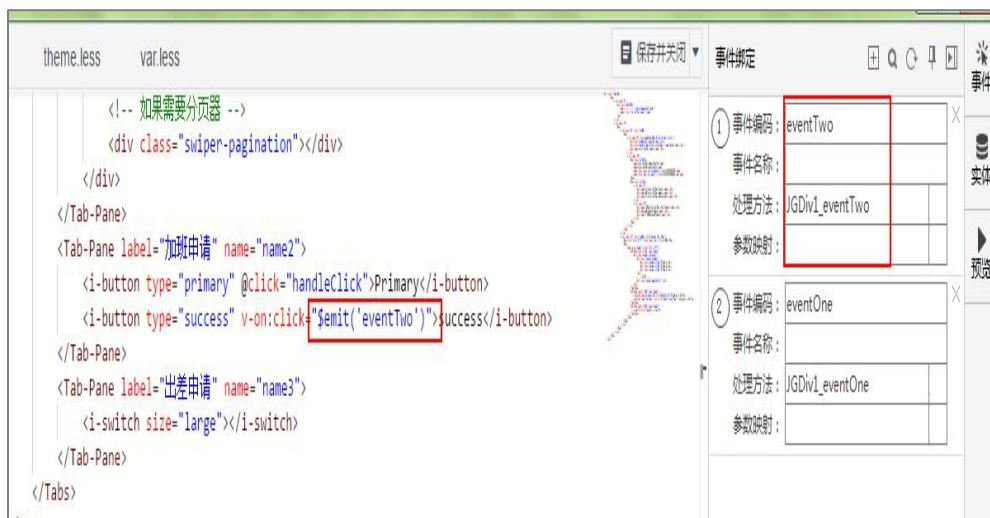 theme.less var.less 保存并关闭 ▼ 事件绑定
事件
<!-- 如果需要分页器 -->
<div class="swiper-pagination"></div>
</div>
</Tab-Pane>
<Tab-Pane label="加班申请" name="name2">
<i-button type="primary" @click="handleClick">Primary</i-button>
<i-button type="success" v-on:click="$emit('eventTwo')">success</i-button>
</Tab-Pane>
<Tab-Pane label="出差申请" name="name3">
<i-switch size="large"></i-switch>
</Tab-Pane>
</Tabs>
1 事件编码：eventTwo
事件名称：
处理方法：JGDiv1_eventTwo
参数映射：
2 事件编码：eventOne
事件名称：
处理方法：JGDiv1_eventOne
参数映射：
实体
预览